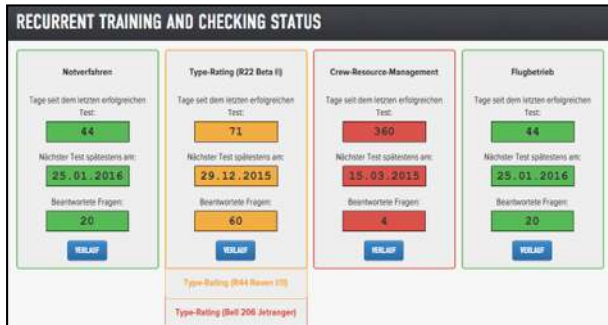 RECURRENT TRAINING AND CHECKING STATUS
Notverfahren
Tage seit dem letzten erfolgreichen
Test:
44
Nächster Test spätestens am:
25.01.2016
Beantwortete Fragen:
20
VERLAUF
Type-Rating (R22 Beta II)
Tage seit dem letzten erfolgreichen
Test:
71
Nächster Test spätestens am:
29.12.2015
Beantwortete Fragen:
60
VERLAUF
Type-Rating (R44 Raven I/II)
Type-Rating (Bell 206 Jetranger)
Crew-Resource-Management
Tage seit dem letzten erfolgreichen
Test:
360
Nächster Test spätestens am:
15.03.2015
Beantwortete Fragen:
4
VERLAUF
Flugbetrieb
Tage seit dem letzten erfolgreichen
Test:
44
Nächster Test spätestens am:
25.01.2016
Beantwortete Fragen:
20
VERLAUF